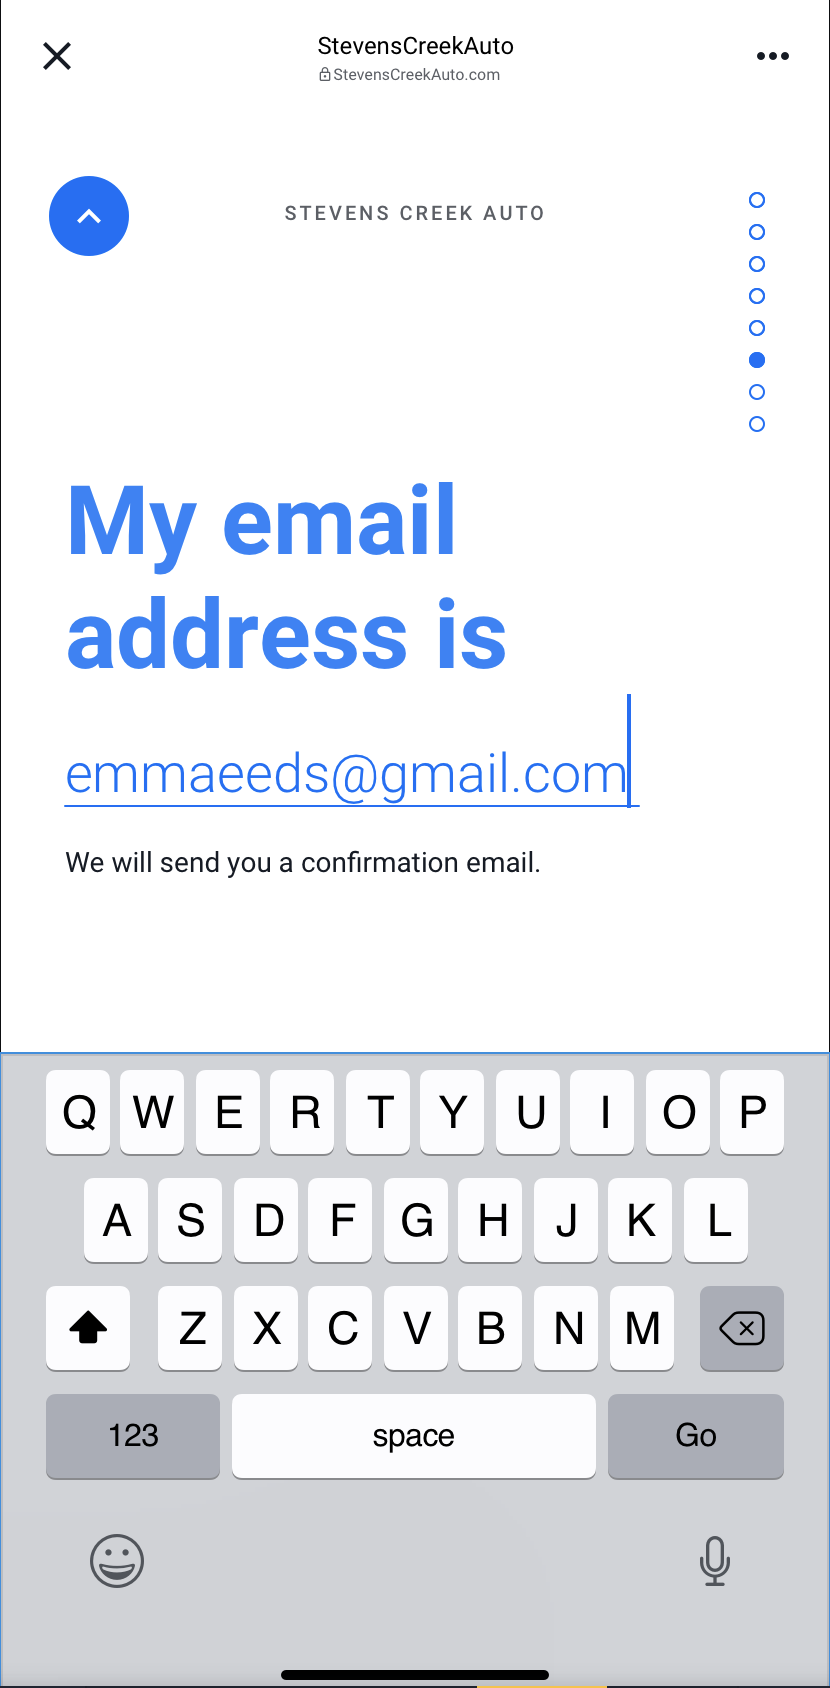 StevensCreekAuto
StevensCreekAuto.com
STEVENS CREEK AUTO
My email
address is
emmaeeds@gmail.com
We will send you a confirmation email.
Q W E R T Y U I O P
A S D F G H J K L
Z X C V B N M
123 space Go